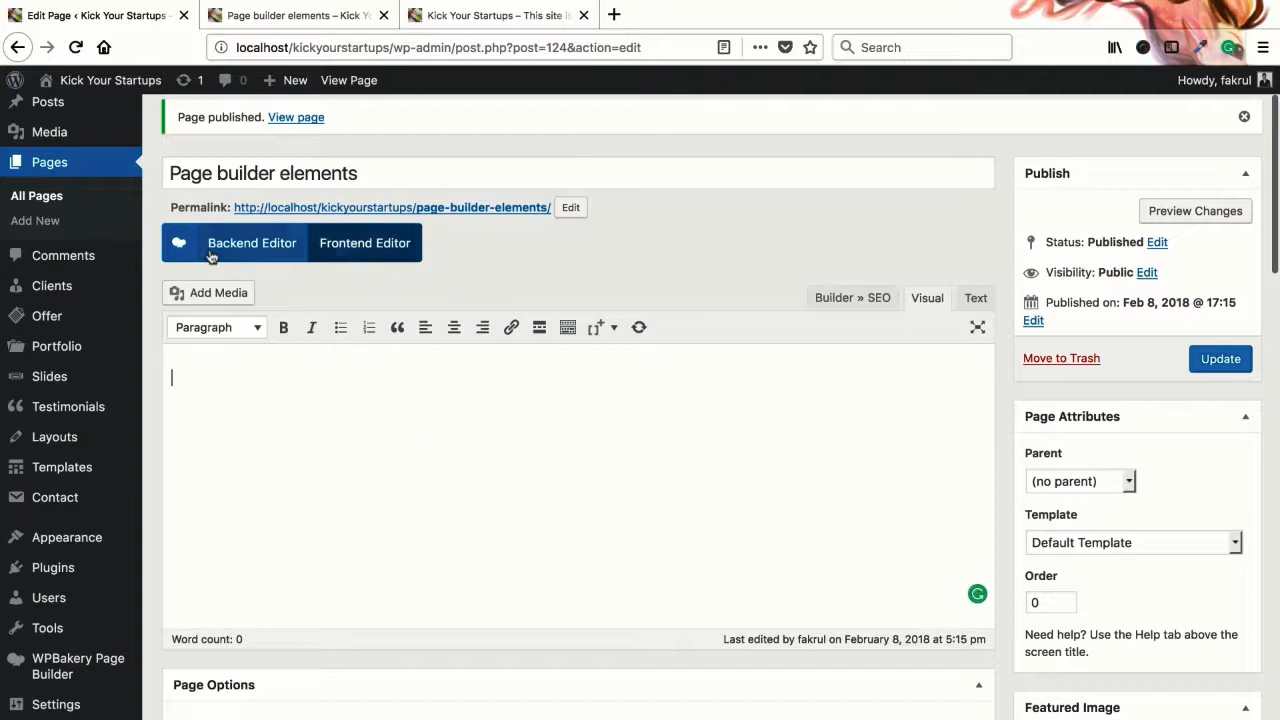 Edit Page ‹ Kick Your Startups -
Page builder elements – Kick Yo
Kick Your Startups – This site is
localhost/kickyourstartups/wp-admin/post.php?post=124&action=edit
Search
Kick Your Startups
1
0
New
View Page
Howdy, fakrul
Posts
Media
Pages
All Pages
Add New
Comments
Clients
Offer
Portfolio
Slides
Testimonials
Layouts
Templates
Contact
Appearance
Plugins
Users
Tools
WPBakery Page
Builder
Settings
Page published. View page
Page builder elements
Permalink: http://localhost/kickyourstartups/page-builder-elements/ Edit
Backend Editor
Frontend Editor
Add Media
Builder » SEO
Visual
Text
Paragraph
Word count: 0
Last edited by fakrul on February 8, 2018 at 5:15 pm
Page Options
Publish
Preview Changes
Status: Published Edit
Visibility: Public Edit
Published on: Feb 8, 2018 @ 17:15
Edit
Move to Trash
Update
Page Attributes
Parent
(no parent)
Template
Default Template
Order
0
Need help? Use the Help tab above the
screen title.
Featured Image